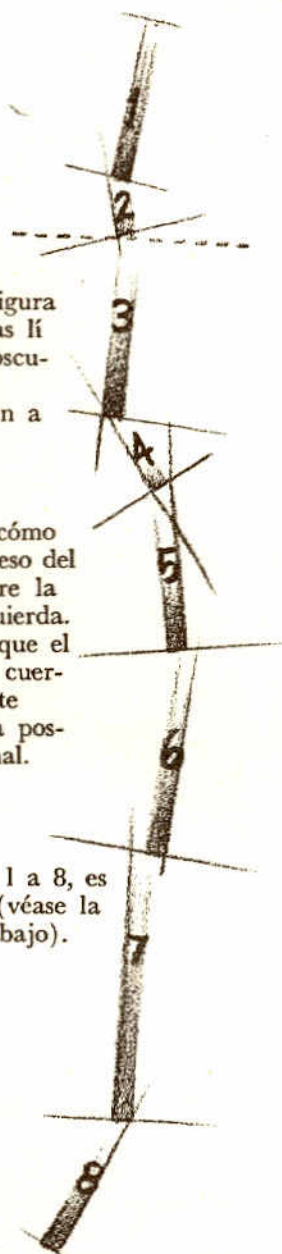 1
2
igura
as lí
oscu-
3
n a
4
cómo
eso del
re la
uierda.
que el
cuer-
te
a pos-
nal.
5
6
1 a 8, es
(véase la
bajo).
7
8